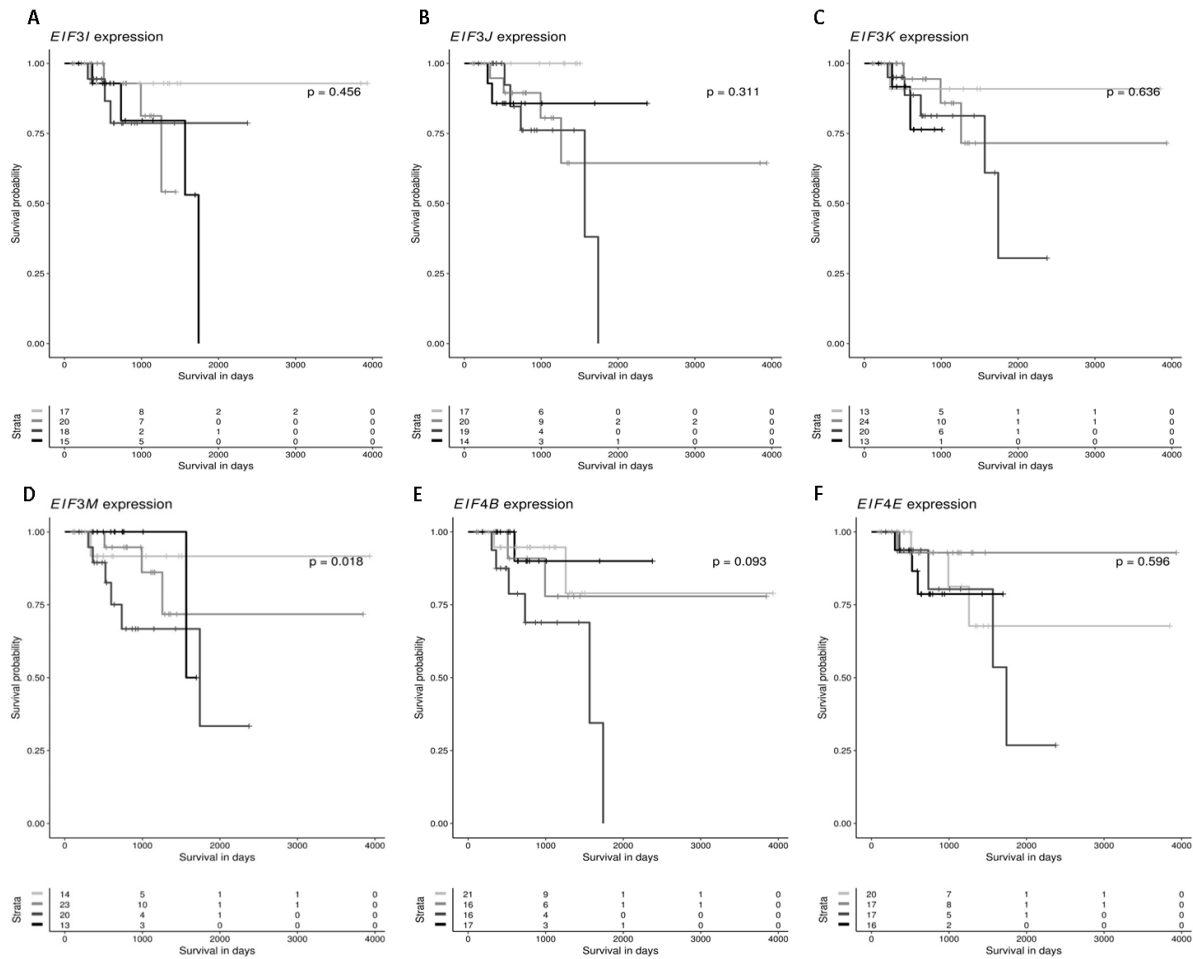 A
EIF3I expression
1.00
0.75
0.50
0.25
0.00
Survival probability
p = 0.456
0 1000 2000 3000 4000
Survival in days
Strata
17 8 2 2 0
20 7 0 0 0
18 2 1 0 0
15 5 0 0 0
0 1000 2000 3000 4000
Survival in days
B
EIF3J expression
1.00
0.75
0.50
0.25
0.00
Survival probability
p = 0.311
0 1000 2000 3000 4000
Survival in days
Strata
17 6 0 0 0
20 9 2 2 0
19 4 0 0 0
14 3 1 0 0
0 1000 2000 3000 4000
Survival in days
C
EIF3K expression
1.00
0.75
0.50
0.25
0.00
Survival probability
p = 0.636
0 1000 2000 3000 4000
Survival in days
Strata
13 5 1 1 0
24 10 1 1 0
20 6 1 0 0
13 1 0 0 0
0 1000 2000 3000 4000
Survival in days
D
EIF3M expression
1.00
0.75
0.50
0.25
0.00
Survival probability
p = 0.018
0 1000 2000 3000 4000
Survival in days
Strata
14 5 1 1 0
23 10 1 1 0
20 4 1 0 0
13 3 0 0 0
0 1000 2000 3000 4000
Survival in days
E
EIF4B expression
1.00
0.75
0.50
0.25
0.00
Survival probability
p = 0.093
0 1000 2000 3000 4000
Survival in days
Strata
21 9 1 1 0
16 6 1 1 0
16 4 0 0 0
17 3 1 0 0
0 1000 2000 3000 4000
Survival in days
F
EIF4E expression
1.00
0.75
0.50
0.25
0.00
Survival probability
p = 0.596
0 1000 2000 3000 4000
Survival in days
Strata
20 7 1 1 0
17 8 1 1 0
17 5 1 0 0
16 2 0 0 0
0 1000 2000 3000 4000
Survival in days